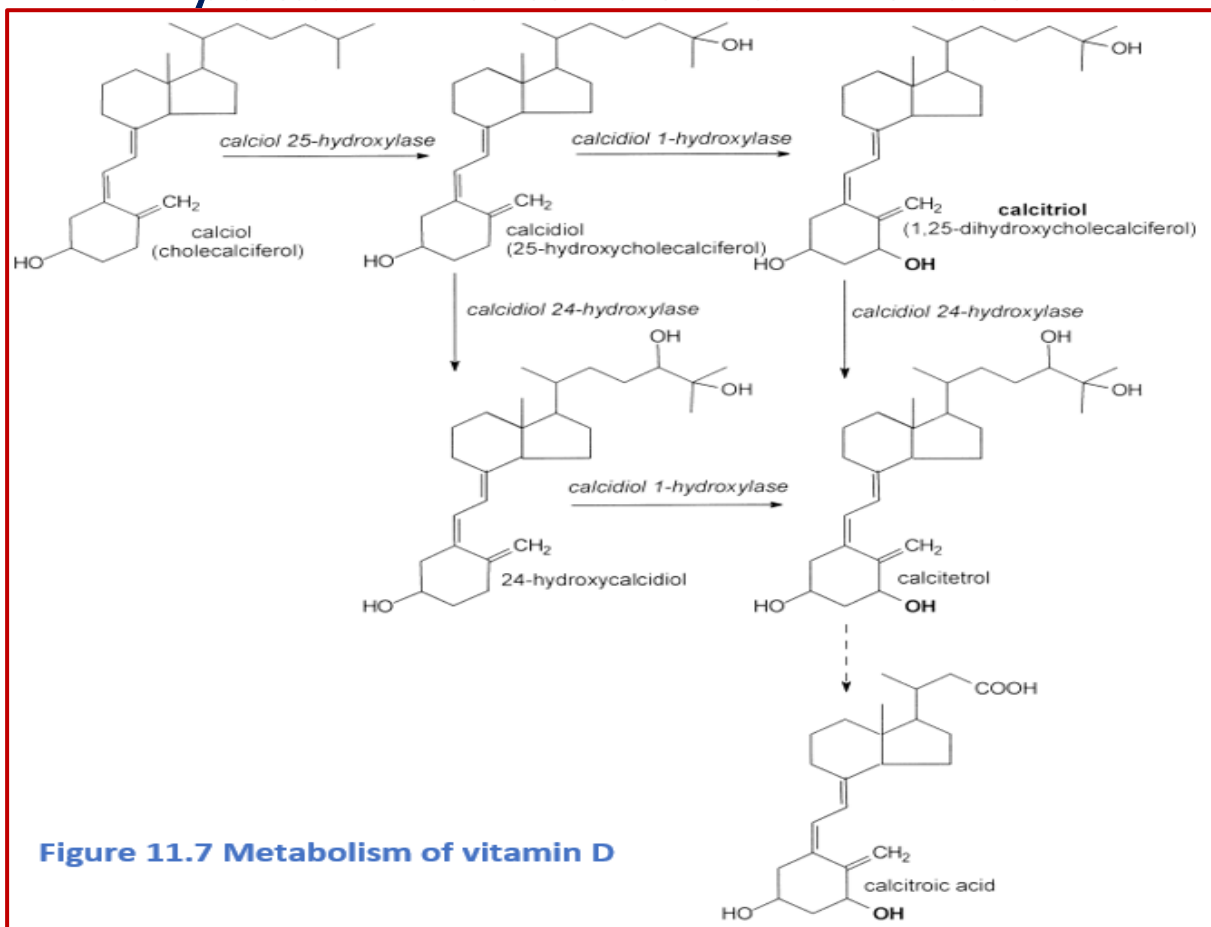 OH
OH
calciol 25-hydroxylase
calcidiol 1-hydroxylase
CH2
calciol
(cholecalciferol)
HO
CH2
calcidiol
(25-hydroxycholecalciferol)
HO
CH2
calcitriol
(1,25-dihydroxycholecalciferol)
HO
OH
calcidiol 24-hydroxylase
calcidiol 24-hydroxylase
OH
OH
OH
OH
calcidiol 1-hydroxylase
CH2
24-hydroxycalcidiol
HO
CH2
calcitetrol
HO
OH
COOH
Figure 11.7 Metabolism of vitamin D
CH2
calcitroic acid
HO
OH